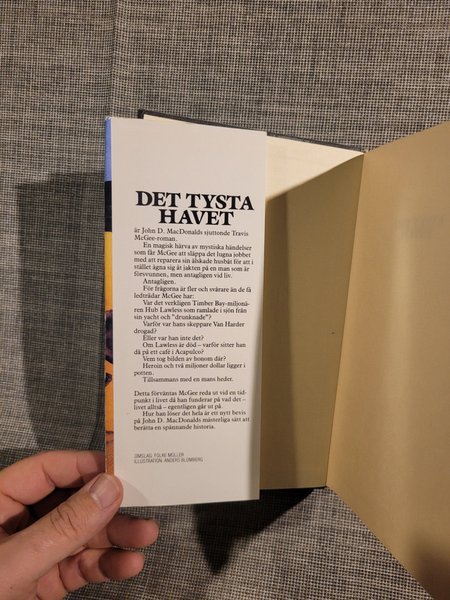 DET TYSTA
HAVET
är John D. MacDonalds sjuttonde Travis
McGee-roman.
En magisk härva av mystiska händelser
som får McGee att släppa det lugna jobbet
med att reparera sin älskade husbåt för att i
stället ägna sig åt jakten på en man som är
försvunnen, men antagligen vid liv.
Antagligen.
För frågorna är fler och svårare än de få
ledtrådar McGee har:
Var det verkligen Timber Bay-miljonä-
ren Hub Lawless som ramlade i sjön från
sin yacht och "drunknade"?
Varför var hans skeppare Van Harder
drogad?
Eller var han inte det?
Om Lawless är död – varför sitter han
då på ett café i Acapulco?
Vem tog bilden av honom där?
Heroin och två miljoner dollar ligger i
potten.
Tillsammans med en mans heder.
Detta förväntas McGee reda ut vid en tid-
punkt i livet då han funderar på vad det –
livet alltså – egentligen går ut på.
Hur han löser det hela är ett nytt bevis
på John D. MacDonalds mästerliga sätt att
berätta en spännande historia.
OMSLAG: FOLKE MÜLLER
ILLUSTRATION: ANDERS BLOMBERG